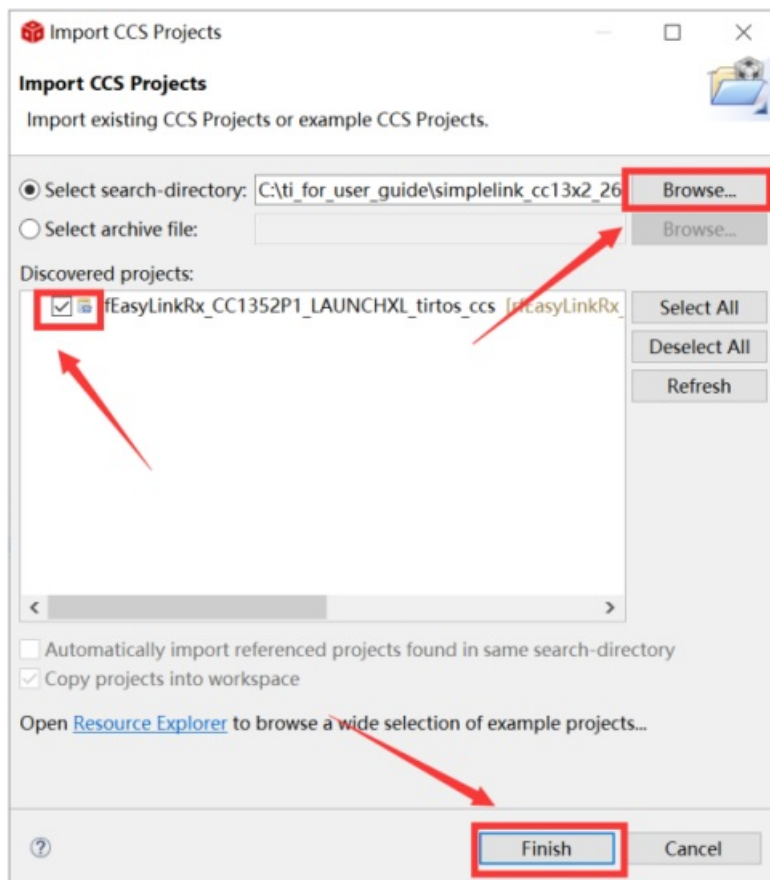 Import CCS Projects
Import CCS Projects
Import existing CCS Projects or example CCS Projects.
Select search-directory: C:\ti_for_user_guide\simplelink_cc13x2_26 Browse...
Select archive file: Browse...
Discovered projects:
rfEasyLinkRx_CC1352P1_LAUNCHXL_tirtos_ccs [rfEasyLinkRx_ Select All
Deselect All
Refresh
Automatically import referenced projects found in same search-directory
Copy projects into workspace
Open Resource Explorer to browse a wide selection of example projects...
Finish Cancel